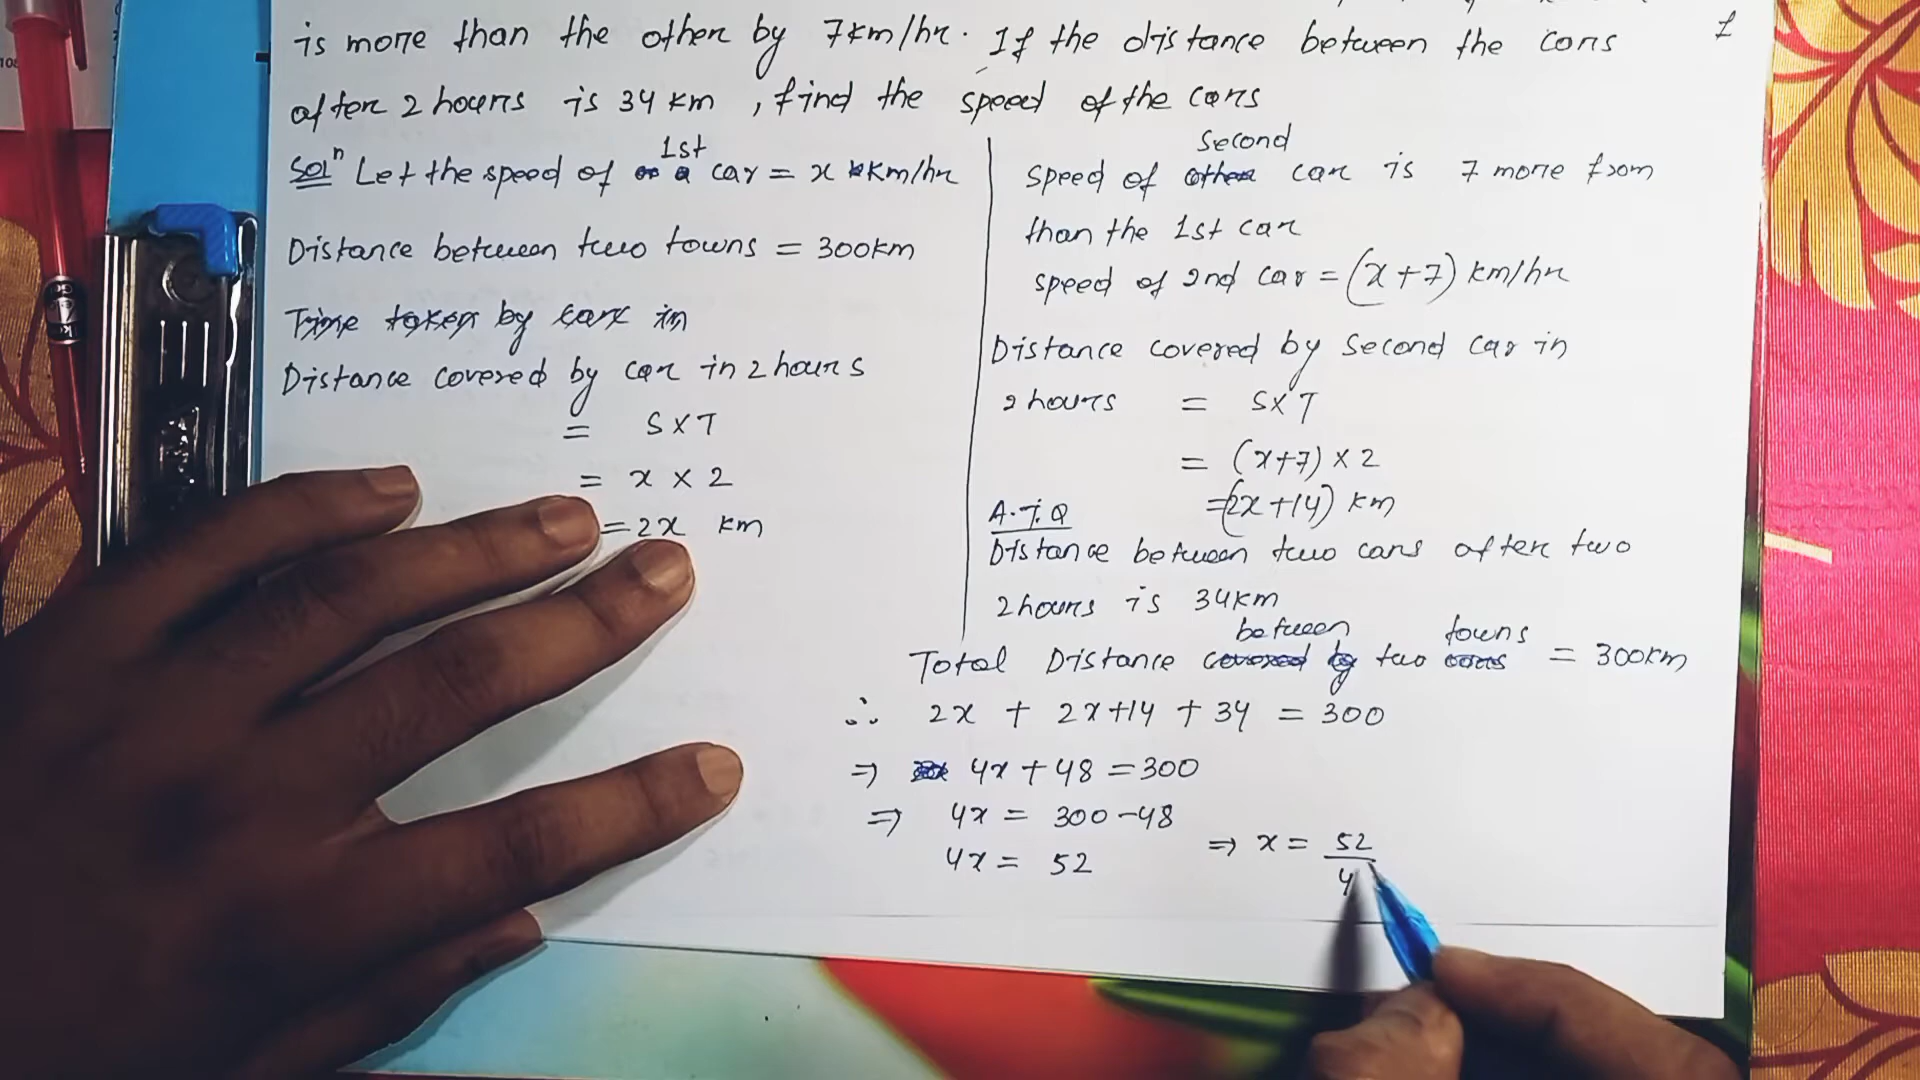 is more than the other by 7km/hr. If the distance between the cars
after 2 hours is 34 km , find the speed of the cars
Solⁿ Let the speed of 1st car = x km/hr
Distance between two towns = 300km
Time taken by car in
Distance covered by car in 2 hours
= S x T
= x × 2
= 2x km
Second
Speed of other car is 7 more from
than the 1st car
speed of 2nd car = (x+7) km/hr
Distance covered by Second car in
2 hours = S x T
= (x+7) × 2
=(2x+14) km
A.T.Q
Distance between two cars after two
2 hours is 34km
between towns
Total Distance covered by two cars = 300km
∴ 2x + 2x+14 + 34 = 300
⇒ 4x + 48 = 300
⇒ 4x = 300-48
4x = 52 ⇒ x = 52/4